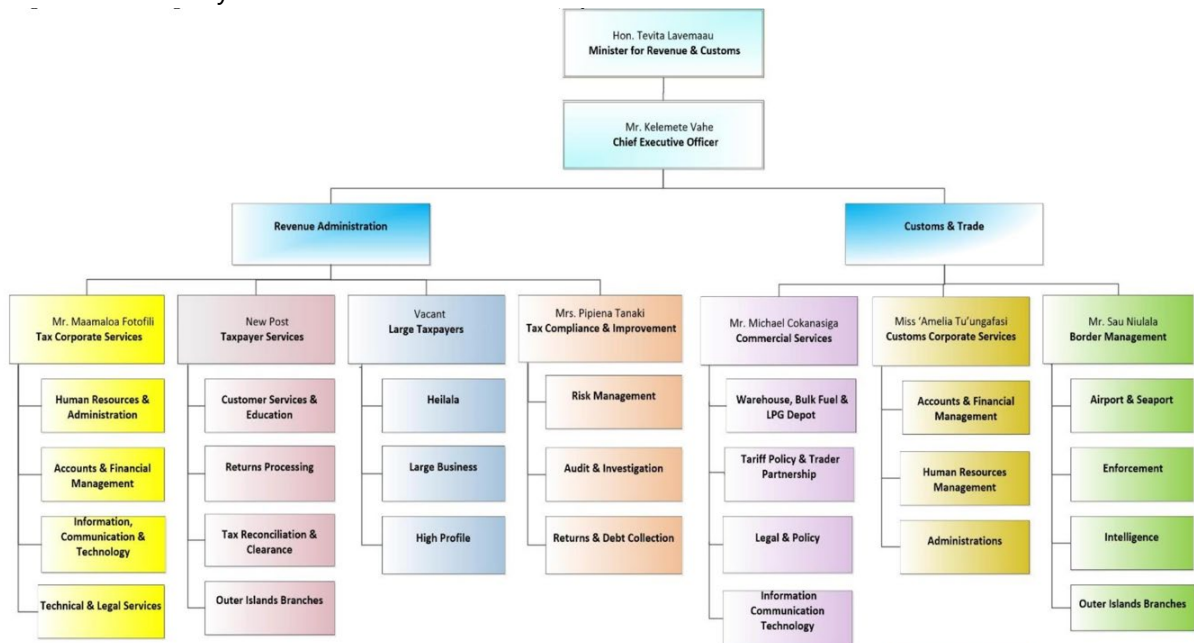 Hon. Tevita Lavemaau
Minister for Revenue & Customs
Mr. Kelemete Vahe
Chief Executive Officer
Revenue Administration
Customs & Trade
Mr. Maamaloa Fotofili
Tax Corporate Services
New Post
Taxpayer Services
Vacant
Large Taxpayers
Mrs. Pipiena Tanaki
Tax Compliance & Improvement
Mr. Michael Cokanasiga
Commercial Services
Miss ‘Amelia Tu’ungafasi
Customs Corporate Services
Mr. Sau Niulala
Border Management
Human Resources &
Administration
Accounts & Financial
Management
Information,
Communication &
Technology
Technical & Legal Services
Customer Services &
Education
Returns Processing
Tax Reconciliation &
Clearance
Outer Islands Branches
Heilala
Large Business
High Profile
Risk Management
Audit & Investigation
Returns & Debt Collection
Warehouse, Bulk Fuel &
LPG Depot
Tariff Policy & Trader
Partnership
Legal & Policy
Information
Communication
Technology
Accounts & Financial
Management
Human Resources
Management
Administrations
Airport & Seaport
Enforcement
Intelligence
Outer Islands Branches